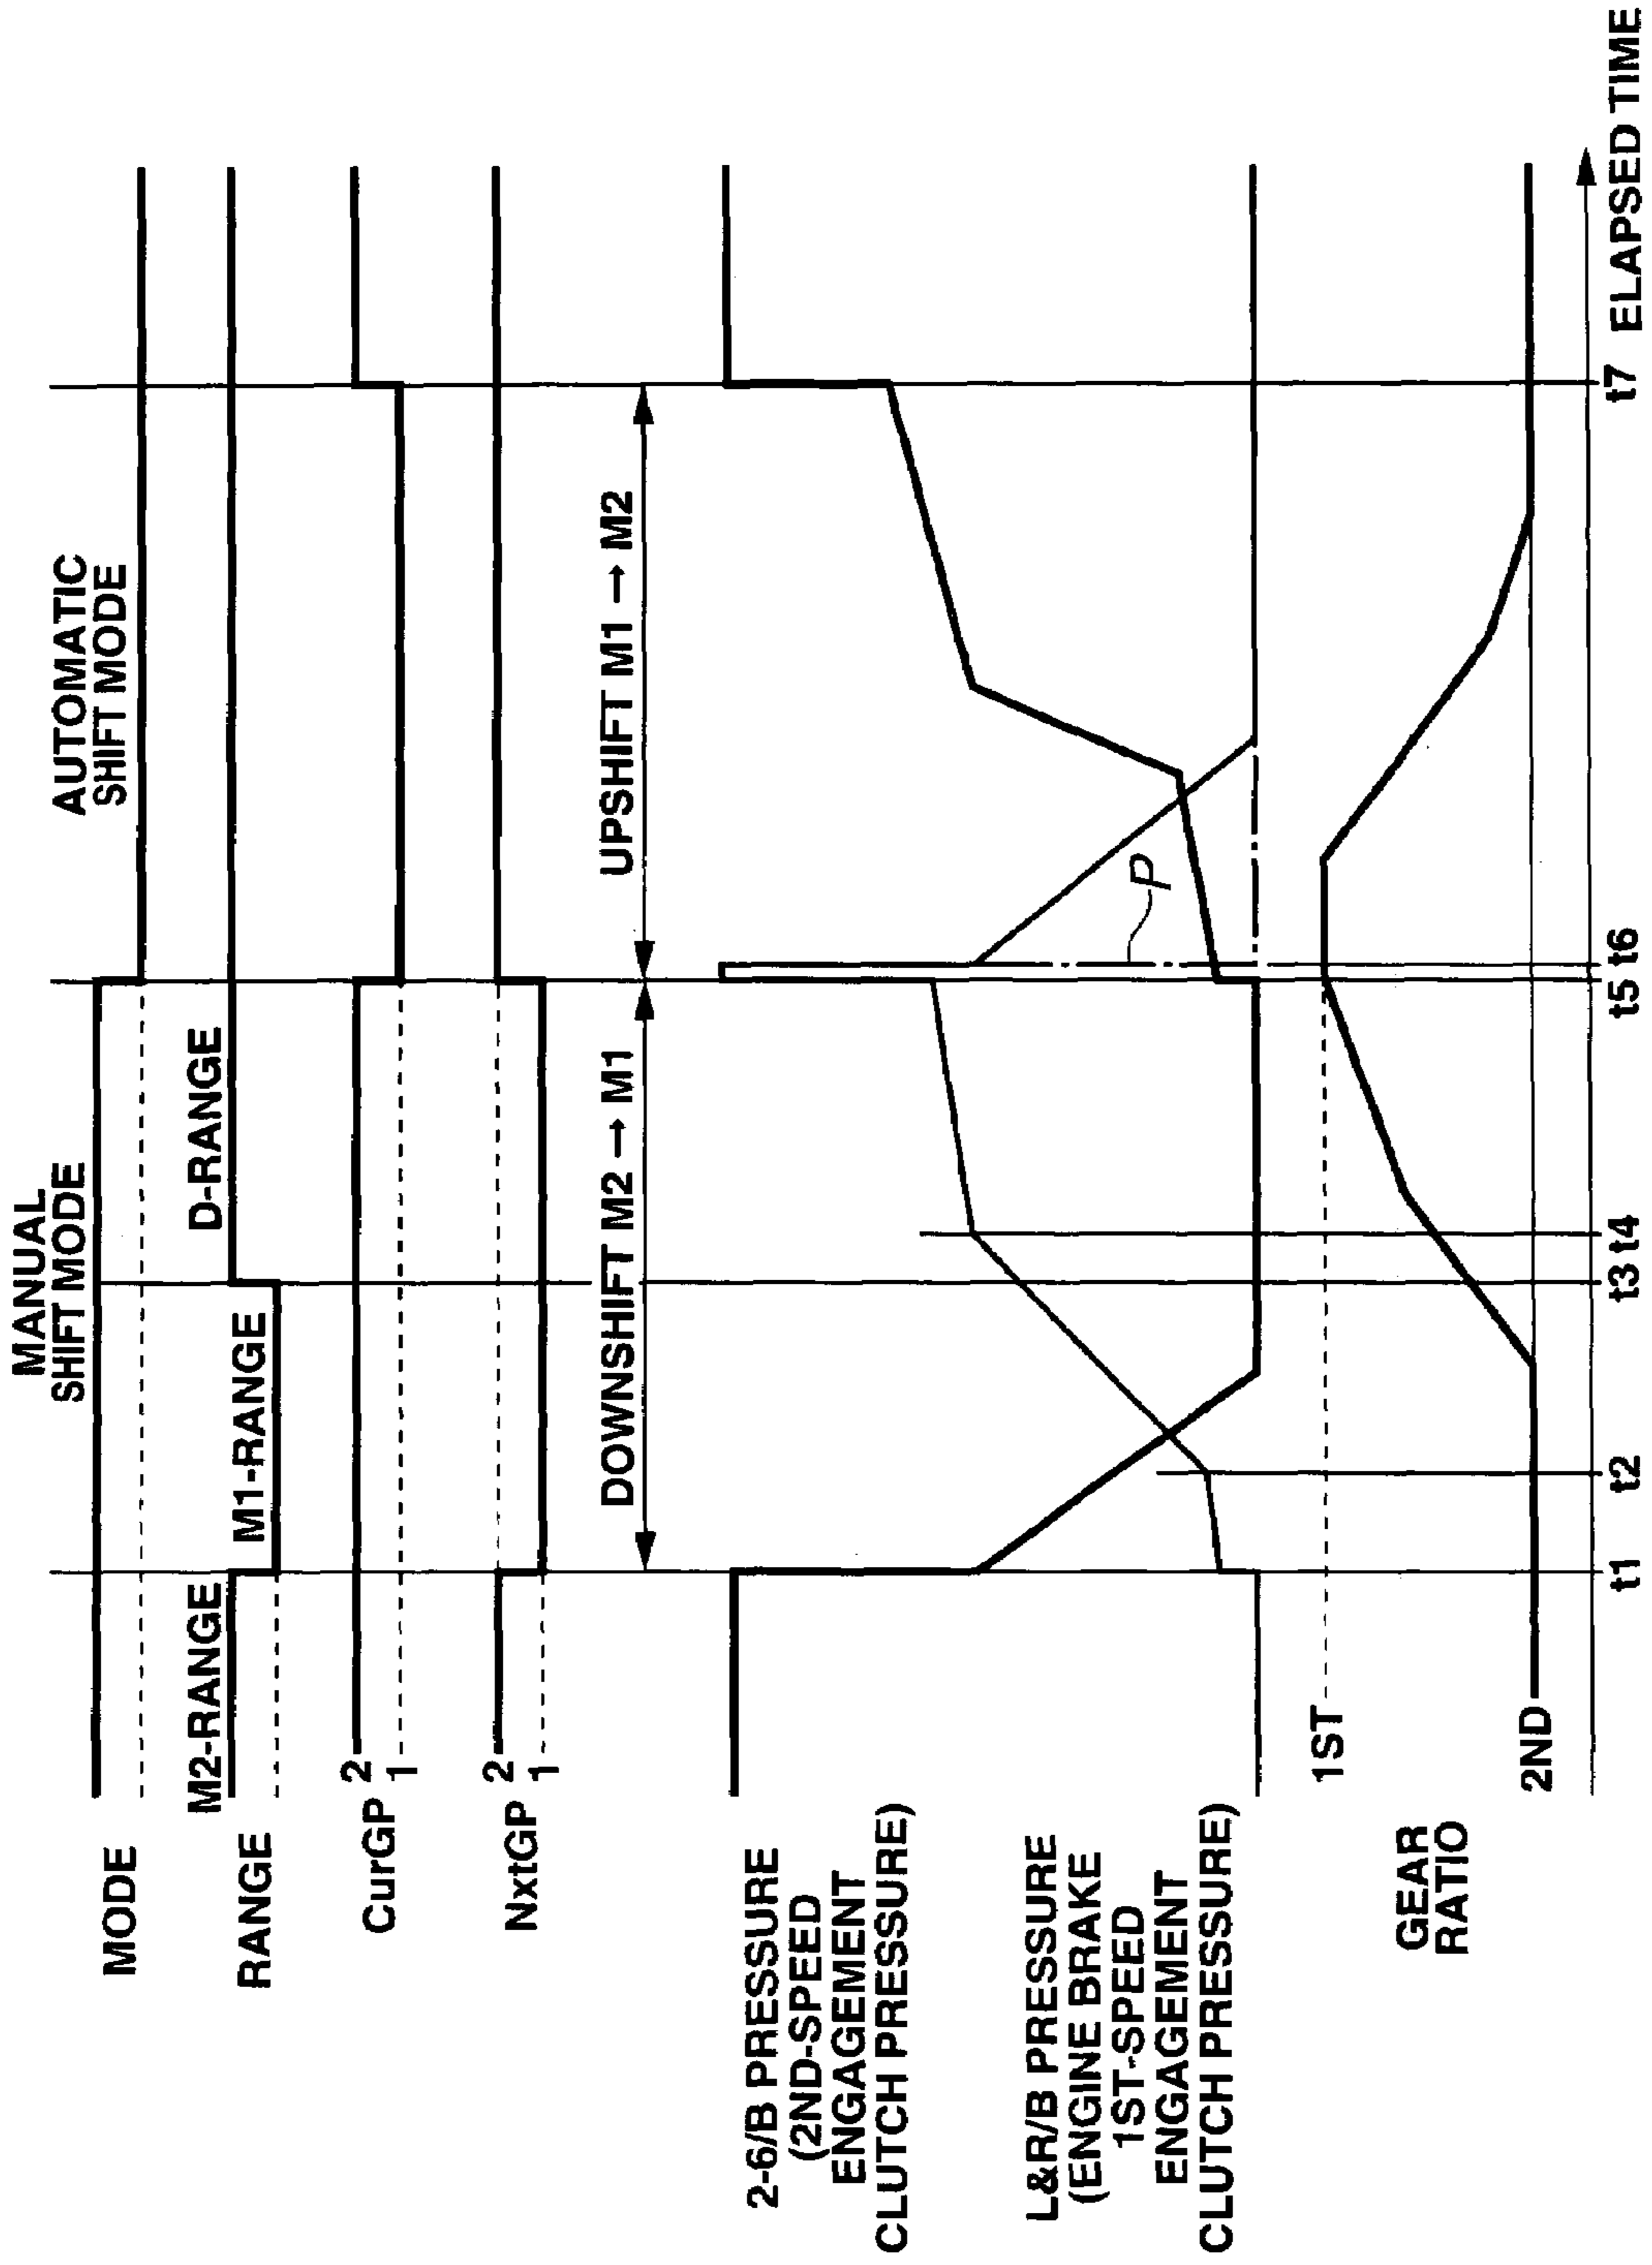 MANUAL
SHIFT MODE
AUTOMATIC
SHIFT MODE
MODE
M2-RANGE
M1-RANGE
D-RANGE
RANGE
CurGP
2
1
NxtGP
2
1
DOWNSHIFT M2 → M1
UPSHIFT M1 → M2
2-6/B PRESSURE
(2ND-SPEED
ENGAGEMENT
CLUTCH PRESSURE)
P
L&R/B PRESSURE
(ENGINE BRAKE
1ST-SPEED
ENGAGEMENT
CLUTCH PRESSURE)
1ST
GEAR
RATIO
2ND
t1 t2 t3 t4 t5 t6 t7 ELAPSED TIME